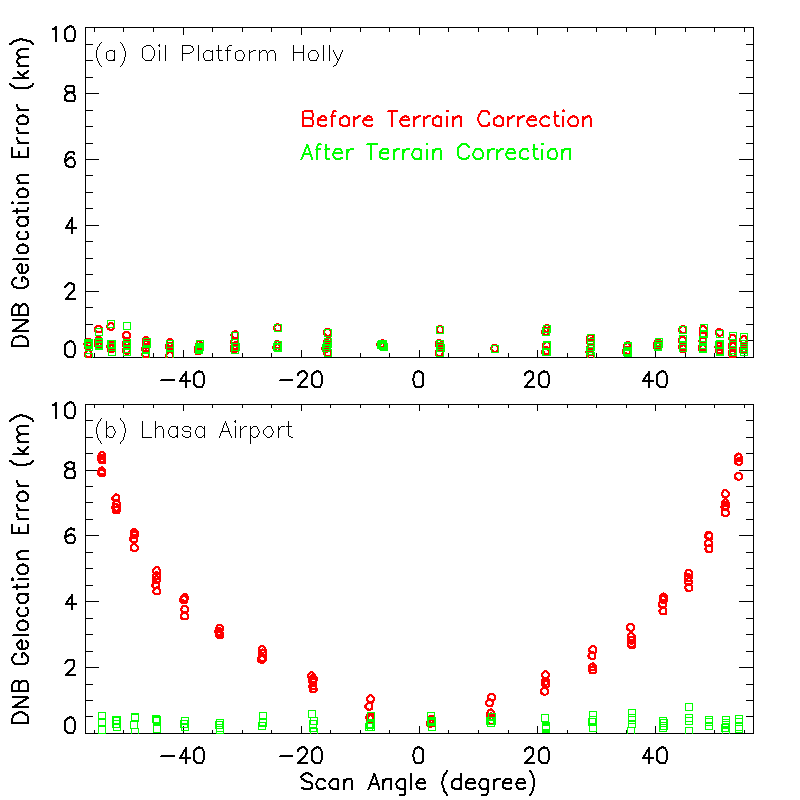 10
(a) Oil Platform Holly
8
Before Terrain Correction
After Terrain Correction
6
4
2
0
DNB Gelocation Error (km)
−40 −20 0 20 40
10
(b) Lhasa Airport
8
6
4
2
0
DNB Gelocation Error (km)
−40 −20 0 20 40
Scan Angle (degree)